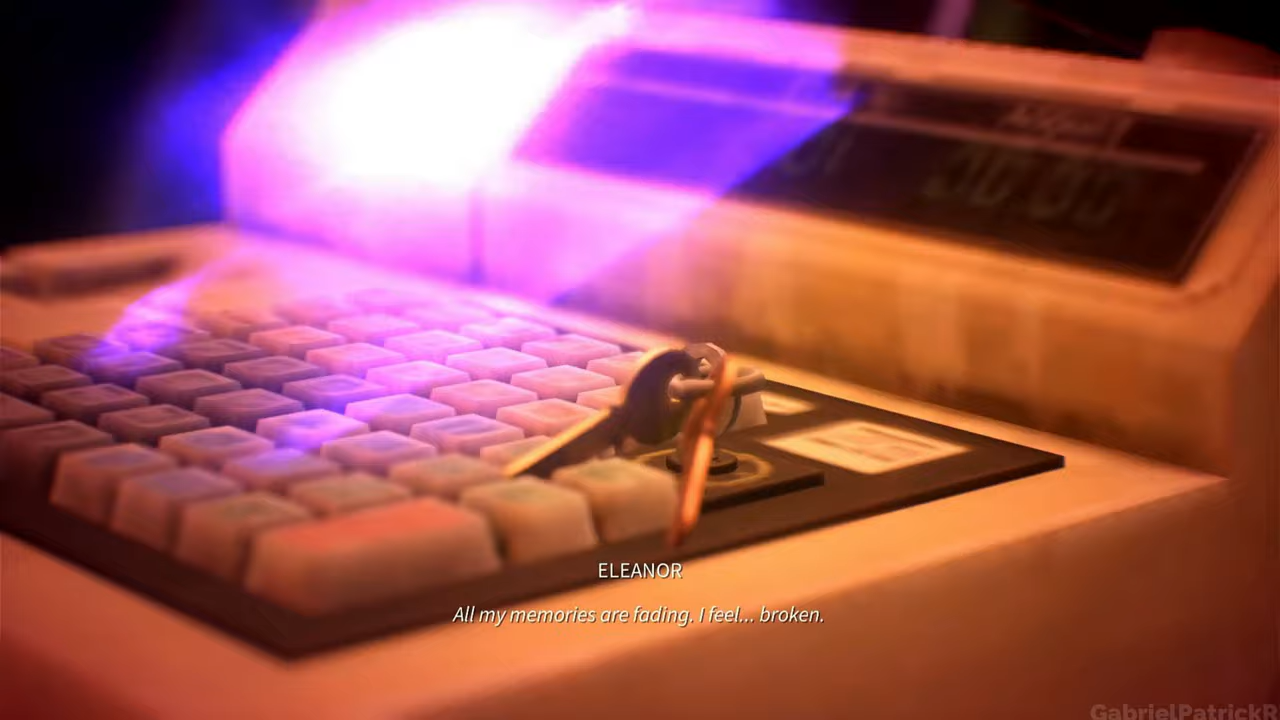 ELEANOR
All my memories are fading. I feel... broken.
GabrielPatrickR